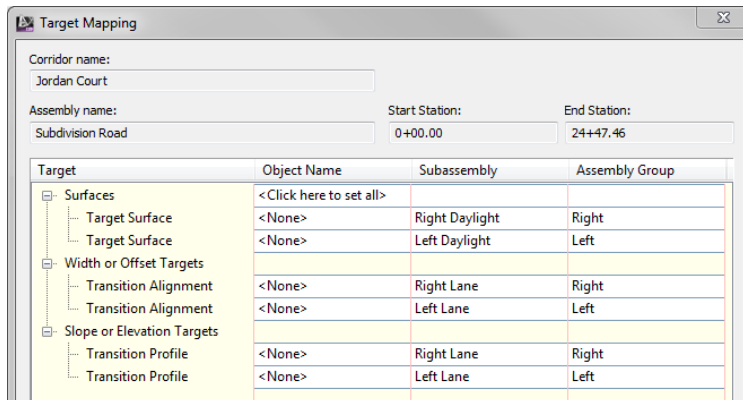 Target Mapping
Corridor name:
Jordan Court
Assembly name: Start Station: End Station:
Subdivision Road 0+00.00 24+47.46
Target Object Name Subassembly Assembly Group
Surfaces <Click here to set all>
Target Surface <None> Right Daylight Right
Target Surface <None> Left Daylight Left
Width or Offset Targets
Transition Alignment <None> Right Lane Right
Transition Alignment <None> Left Lane Left
Slope or Elevation Targets
Transition Profile <None> Right Lane Right
Transition Profile <None> Left Lane Left